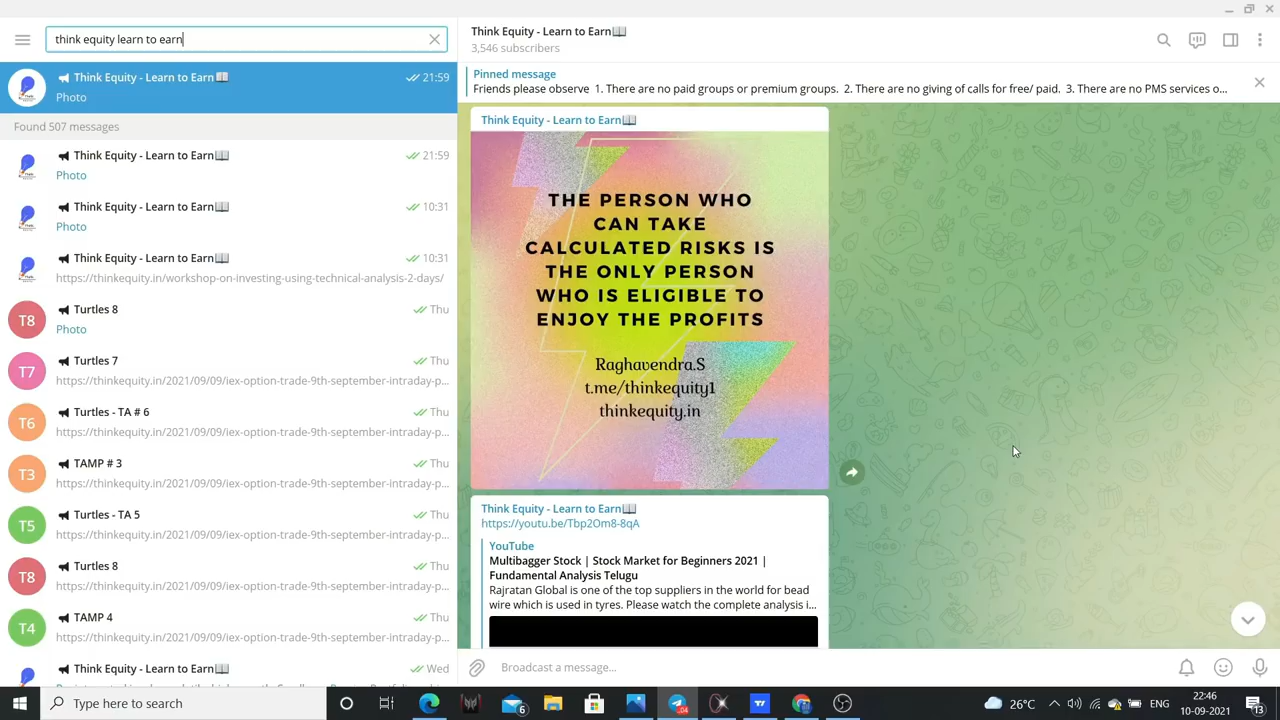 think equity learn to earn
Think Equity - Learn to Earn📖
21:59
Photo
Found 507 messages
Think Equity - Learn to Earn📖
21:59
Photo
Think Equity - Learn to Earn📖
10:31
Photo
Think Equity - Learn to Earn📖
10:31
https://thinkequity.in/workshop-on-investing-using-technical-analysis-2-days/
T8
Turtles 8
Thu
Photo
T7
Turtles 7
Thu
https://thinkequity.in/2021/09/09/iex-option-trade-9th-september-intraday-p...
T6
Turtles - TA # 6
Thu
https://thinkequity.in/2021/09/09/iex-option-trade-9th-september-intraday-p...
T3
TAMP # 3
Thu
https://thinkequity.in/2021/09/09/iex-option-trade-9th-september-intraday-p...
T5
Turtles - TA 5
Thu
https://thinkequity.in/2021/09/09/iex-option-trade-9th-september-intraday-p...
T8
Turtles 8
Thu
https://thinkequity.in/2021/09/09/iex-option-trade-9th-september-intraday-p...
T4
TAMP 4
Thu
https://thinkequity.in/2021/09/09/iex-option-trade-9th-september-intraday-p...
Think Equity - Learn to Earn📖
Wed
Think Equity - Learn to Earn📖
3,546 subscribers
Pinned message
Friends please observe 1. There are no paid groups or premium groups. 2. There are no giving of calls for free/ paid. 3. There are no PMS services o...
Think Equity - Learn to Earn📖
THE PERSON WHO
CAN TAKE
CALCULATED RISKS IS
THE ONLY PERSON
WHO IS ELIGIBLE TO
ENJOY THE PROFITS
Raghavendra.S
t.me/thinkequity1
thinkequity.in
Think Equity - Learn to Earn📖
https://youtu.be/Tbp2Om8-8qA
YouTube
Multibagger Stock | Stock Market for Beginners 2021 |
Fundamental Analysis Telugu
Rajratan Global is one of the top suppliers in the world for bead
wire which is used in tyres. Please watch the complete analysis i...
Broadcast a message...
Type here to search
6
.04
26°C
ENG
22:46
10-09-2021
13